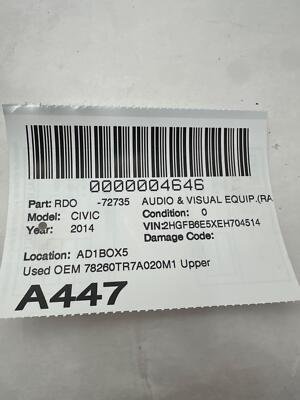 0000004646
Part: RDO -72735 AUDIO & VISUAL EQUIP.(RA
Model: CIVIC Condition: 0
Year: 2014 VIN:2HGFB6E5XEH704514
Damage Code:
Location: AD1BOX5
Used OEM 78260TR7A020M1 Upper
A447